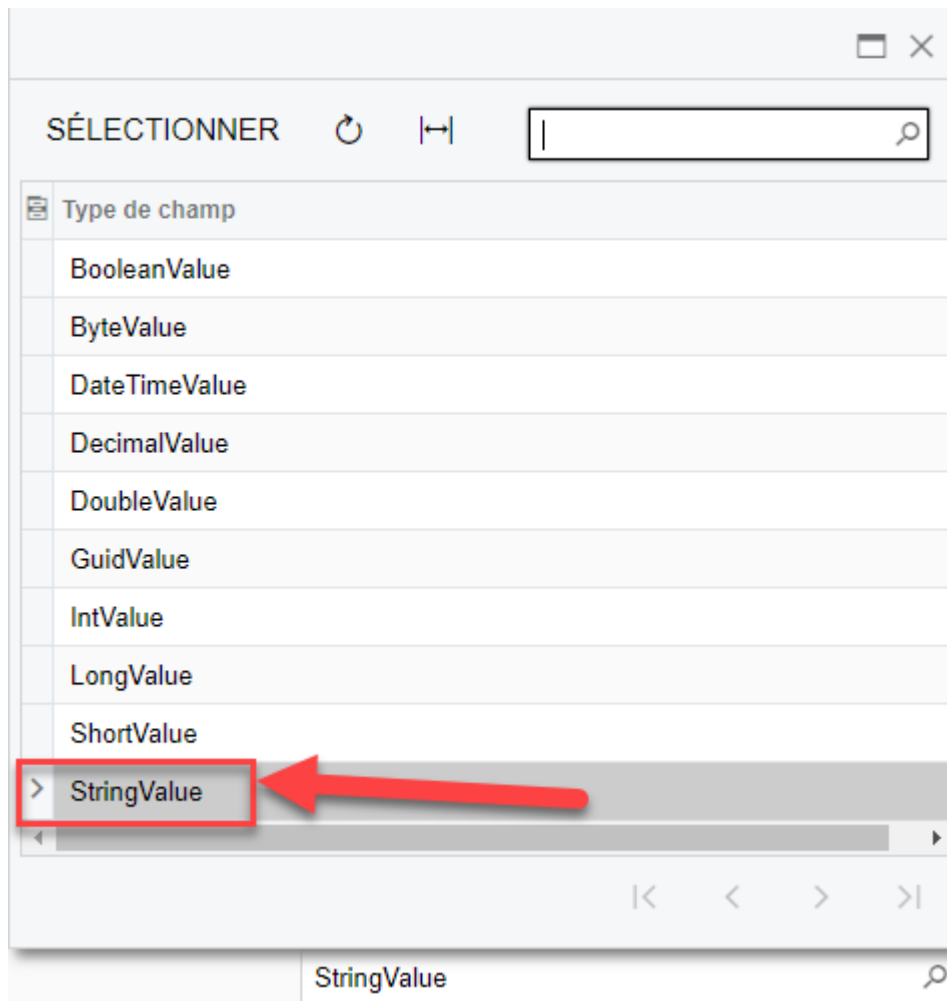 SÉLECTIONNER
Type de champ
BooleanValue
ByteValue
DateTimeValue
DecimalValue
DoubleValue
GuidValue
IntValue
LongValue
ShortValue
StringValue
StringValue